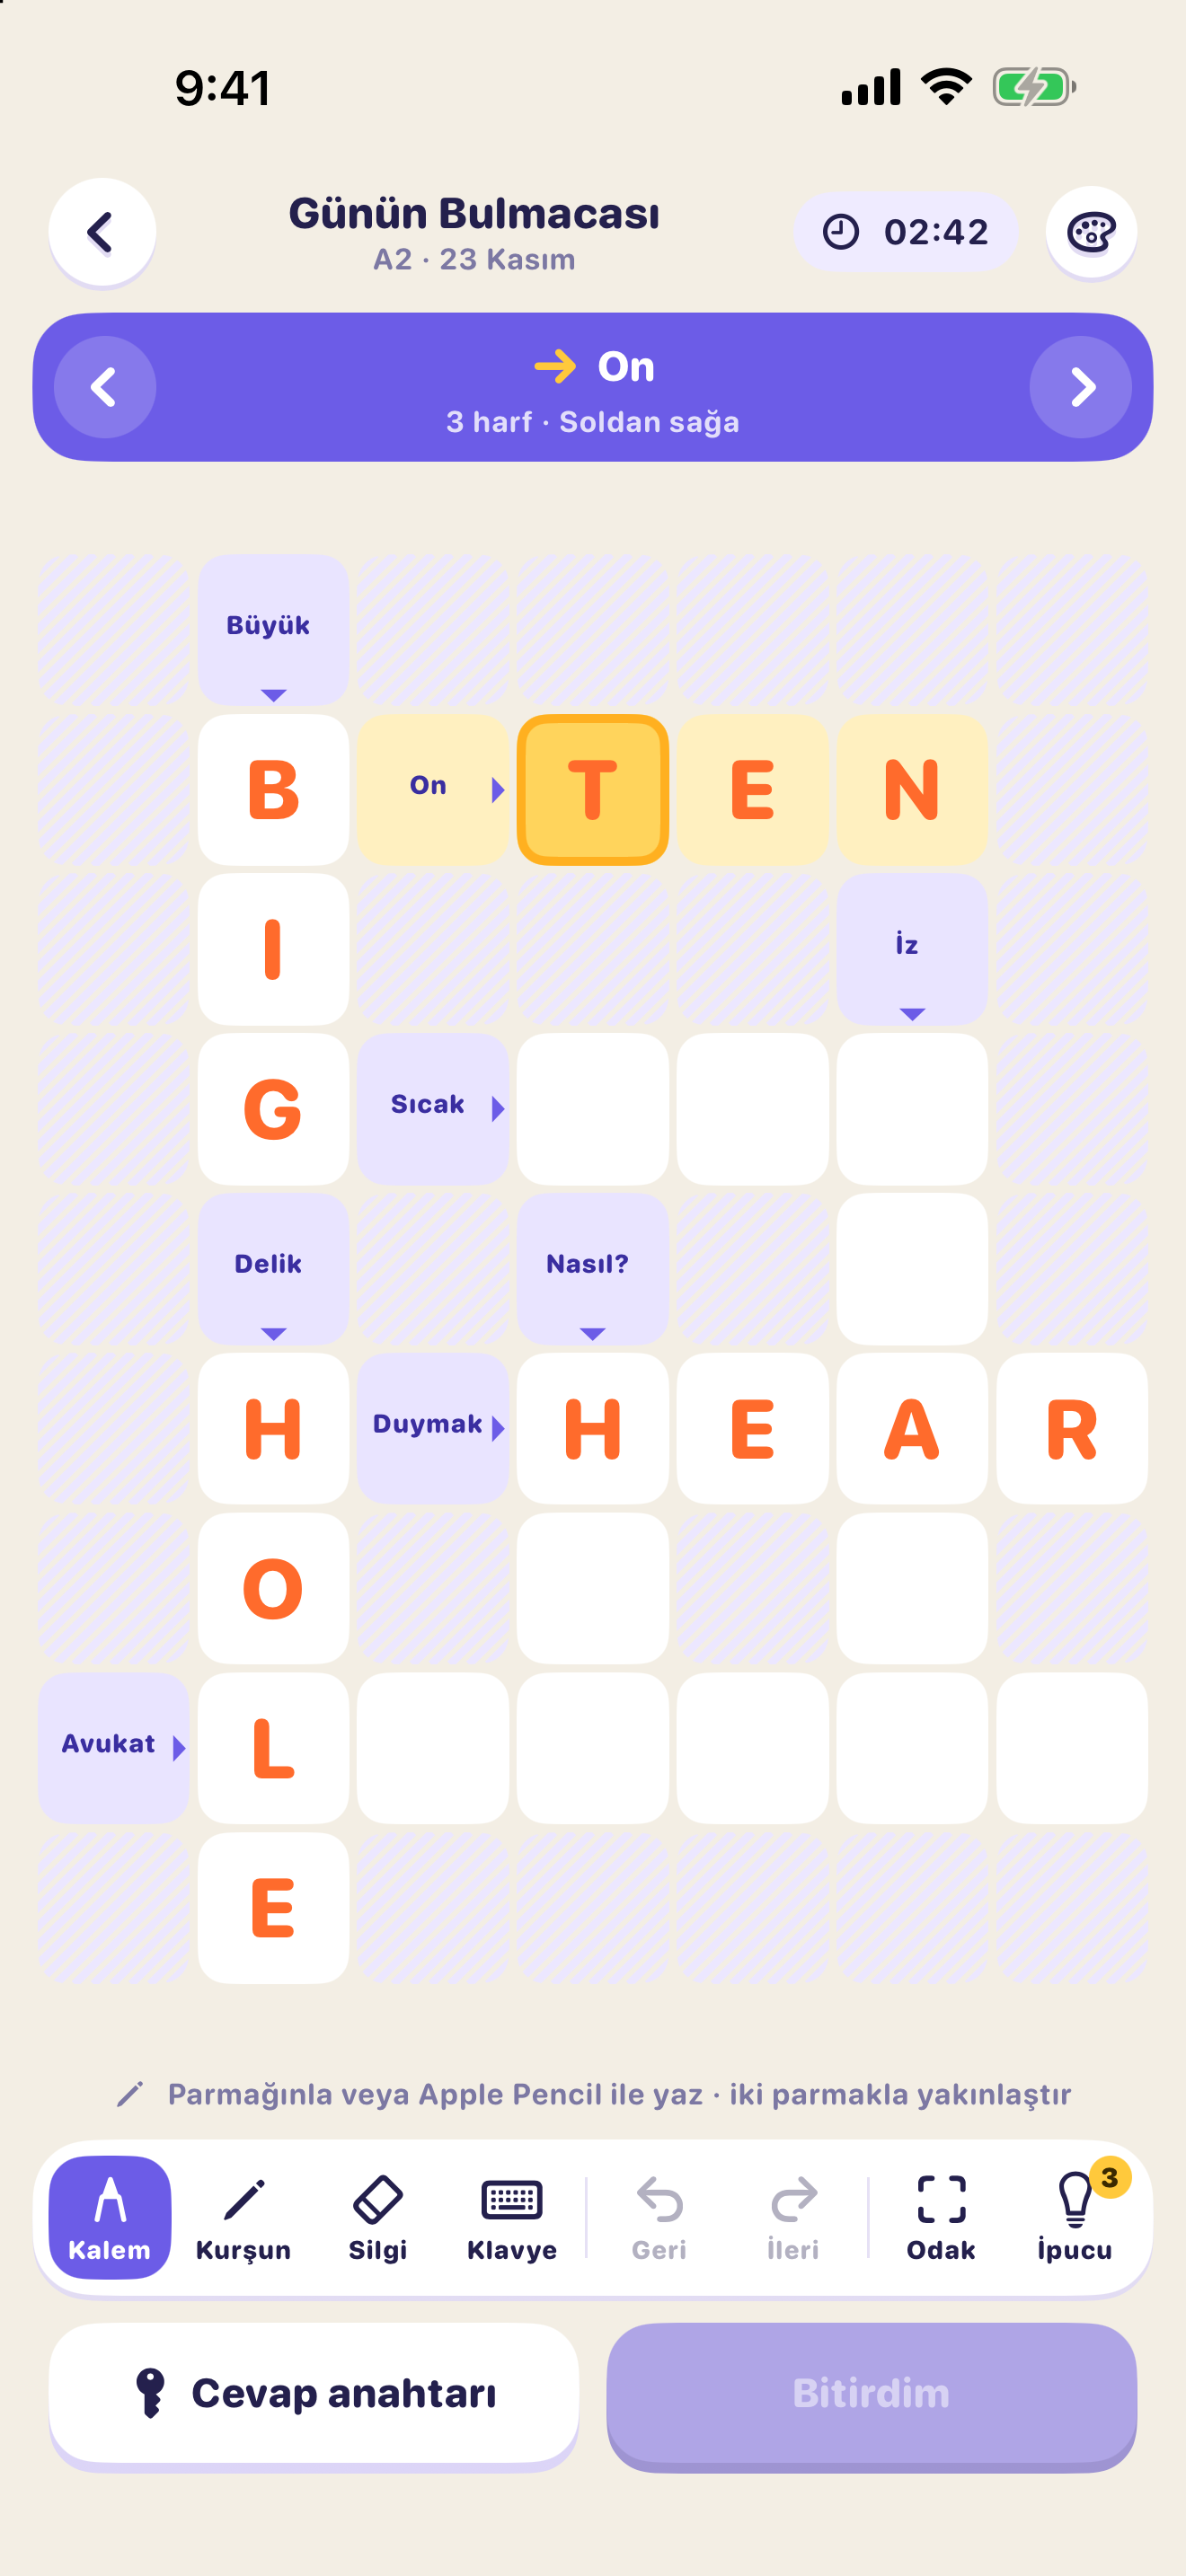 9:41
Günün Bulmacası
A2 · 23 Kasım
02:42
On
3 harf · Soldan sağa
Büyük
B On T E N
I İz
G Sıcak
Delik Nasıl?
H Duymak H E A R
O
Avukat L
E
Parmağınla veya Apple Pencil ile yaz · iki parmakla yakınlaştır
Kalem Kurşun Silgi Klavye Geri İleri Odak İpucu 3
Cevap anahtarı Bitirdim